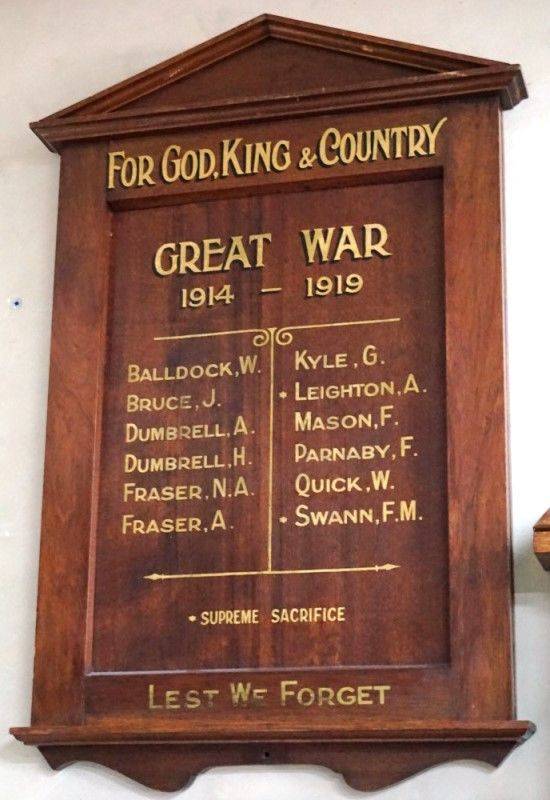 FOR GOD, KING & COUNTRY
GREAT WAR
1914 – 1919
BALLDOCK, W.
BRUCE, J.
DUMBRELL, A.
DUMBRELL, H.
FRASER, N.A.
FRASER, A.
KYLE, G.
* LEIGHTON, A.
MASON, F.
PARNABY, F.
QUICK, W.
* SWANN, F.M.
* SUPREME SACRIFICE
LEST WE FORGET